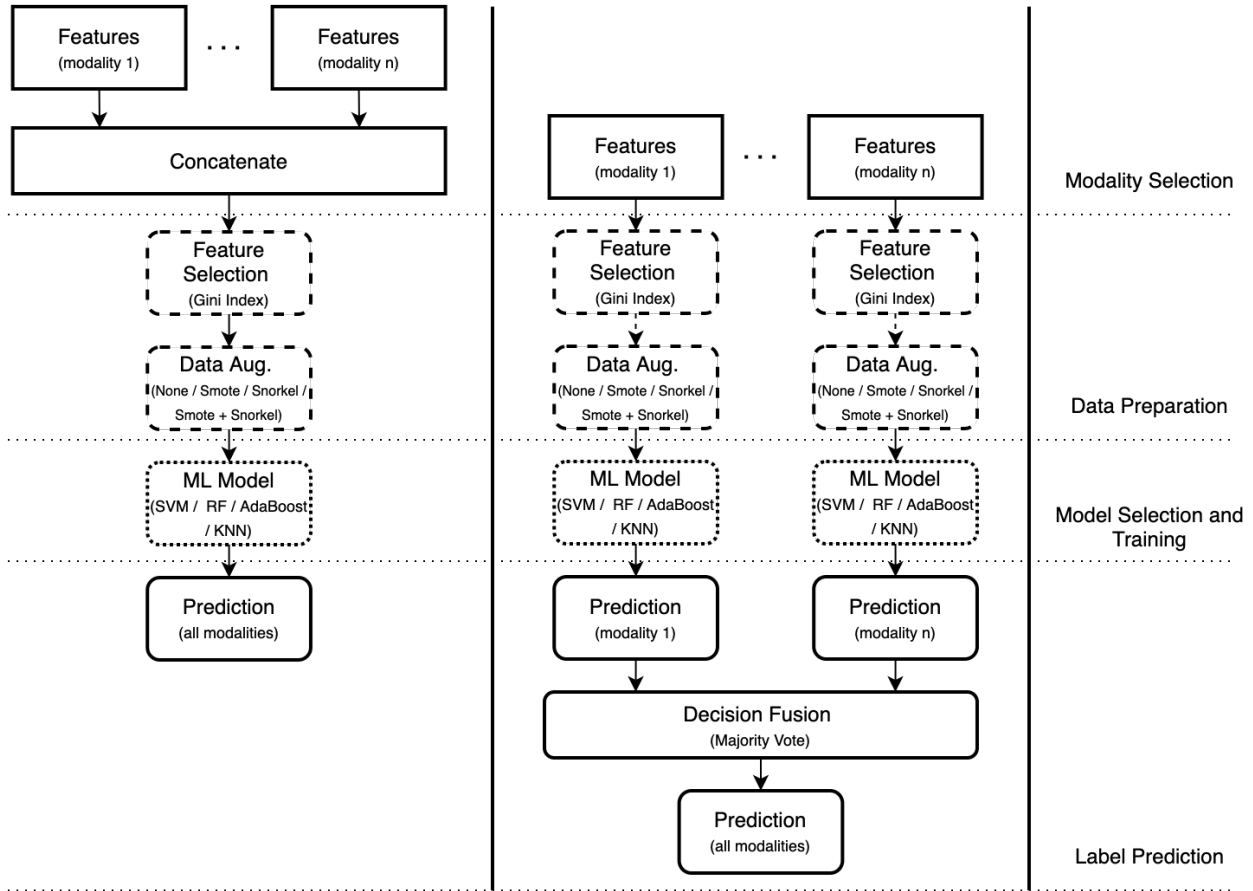 Features
(modality 1)
. . .
Features
(modality n)
Concatenate
Feature
Selection
(Gini Index)
Data Aug.
(None / Smote / Snorkel /
Smote + Snorkel)
ML Model
(SVM /  RF / AdaBoost
/ KNN)
Prediction
(all modalities)
Features
(modality 1)
. . .
Features
(modality n)
Feature
Selection
(Gini Index)
Feature
Selection
(Gini Index)
Data Aug.
(None / Smote / Snorkel /
Smote + Snorkel)
Data Aug.
(None / Smote / Snorkel /
Smote + Snorkel)
ML Model
(SVM /  RF / AdaBoost
/ KNN)
ML Model
(SVM /  RF / AdaBoost
/ KNN)
Prediction
(modality 1)
Prediction
(modality n)
Decision Fusion
(Majority Vote)
Prediction
(all modalities)
Modality Selection
Data Preparation
Model Selection and
Training
Label Prediction